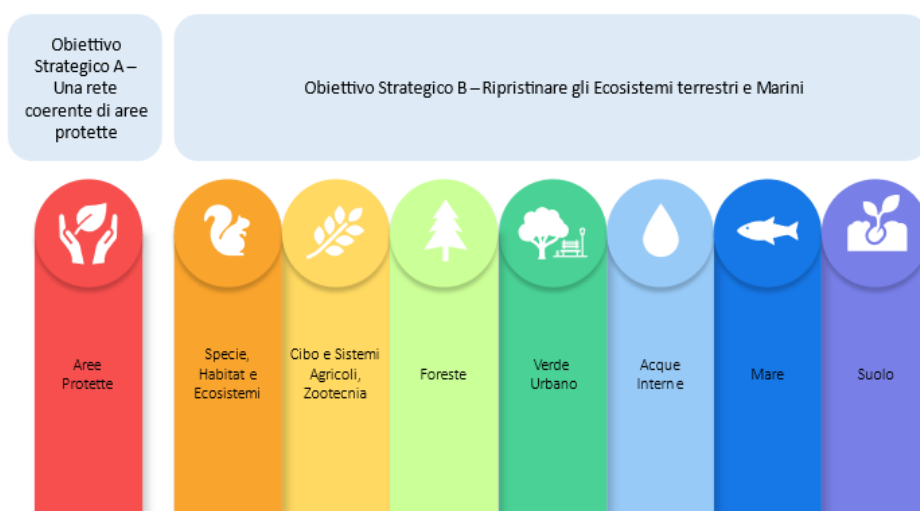 Obiettivo
Strategico A –
Una rete
coerente di aree
protette
Obiettivo Strategico B – Ripristinare gli Ecosistemi terrestri e Marini
Aree
Protette
Specie,
Habitat e
Ecosistemi
Cibo e Sistemi
Agricoli,
Zootecnia
Foreste
Verde
Urbano
Acque
Interne
Mare
Suolo